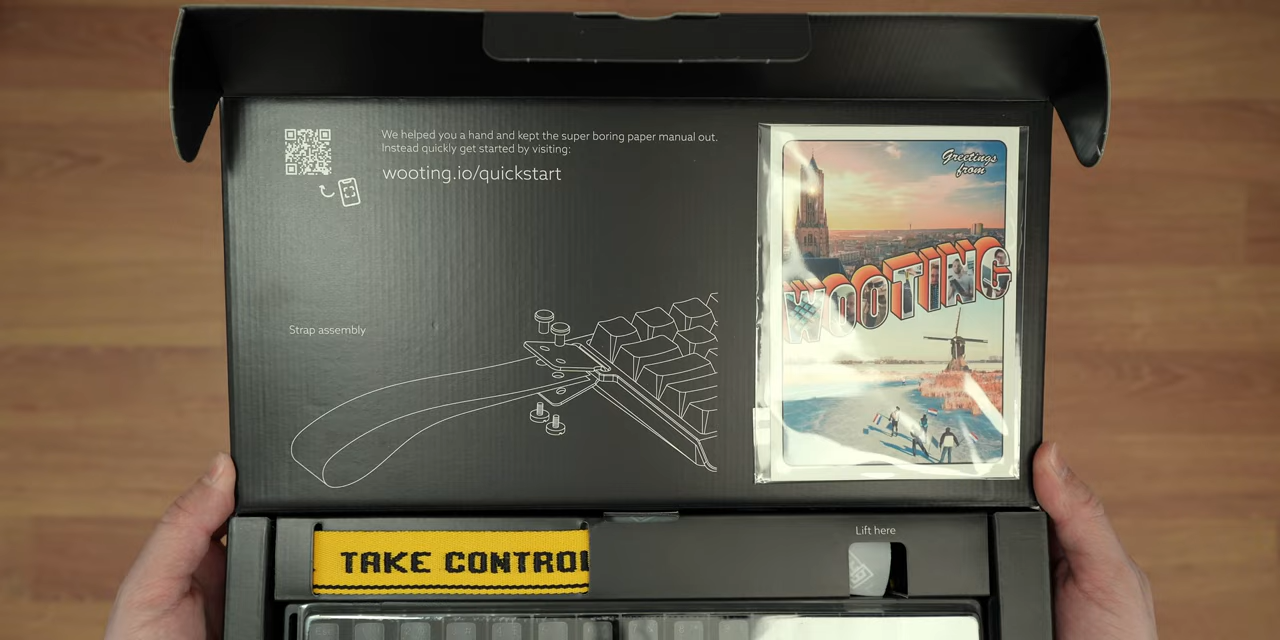 We helped you a hand and kept the super boring paper manual out.
Instead quickly get started by visiting:
wooting.io/quickstart
Greetings
from
WOOTING
Strap assembly
Lift here
TAKE CONTROL